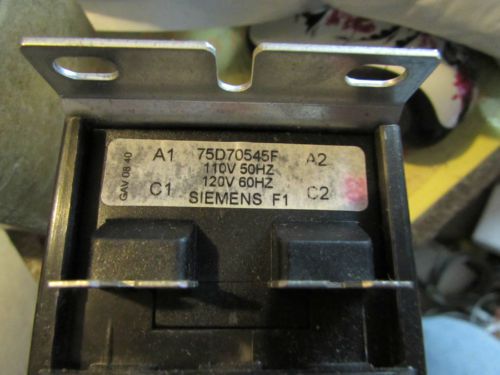 A1 75D70545F A2
110V 50HZ
120V 60HZ
C1 C2
SIEMENS F1
GAV 08 40